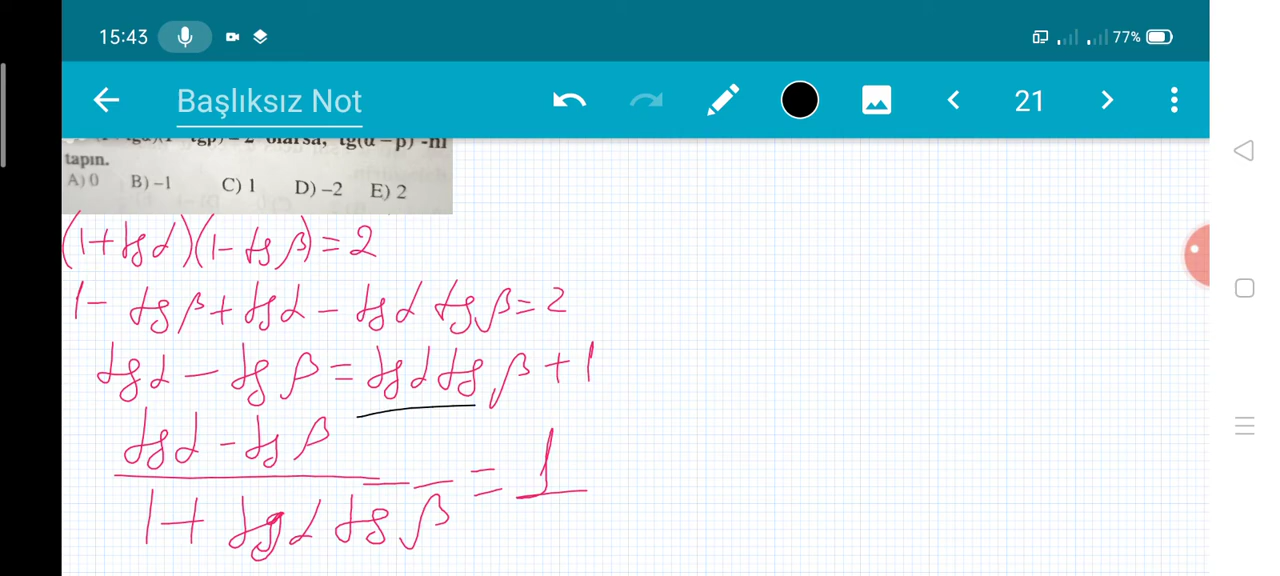 15:43 77%
Başlıksız Not 21
olarsa, tg(α − β) -nı
tapın.
A) 0 B) −1 C) 1 D) −2 E) 2
(1 + tgα)(1 − tgβ) = 2
1 − tgβ + tgα − tgα tgβ = 2
tgα − tgβ = tgα tgβ + 1
tgα − tgβ
1 + tgα tgβ = 1